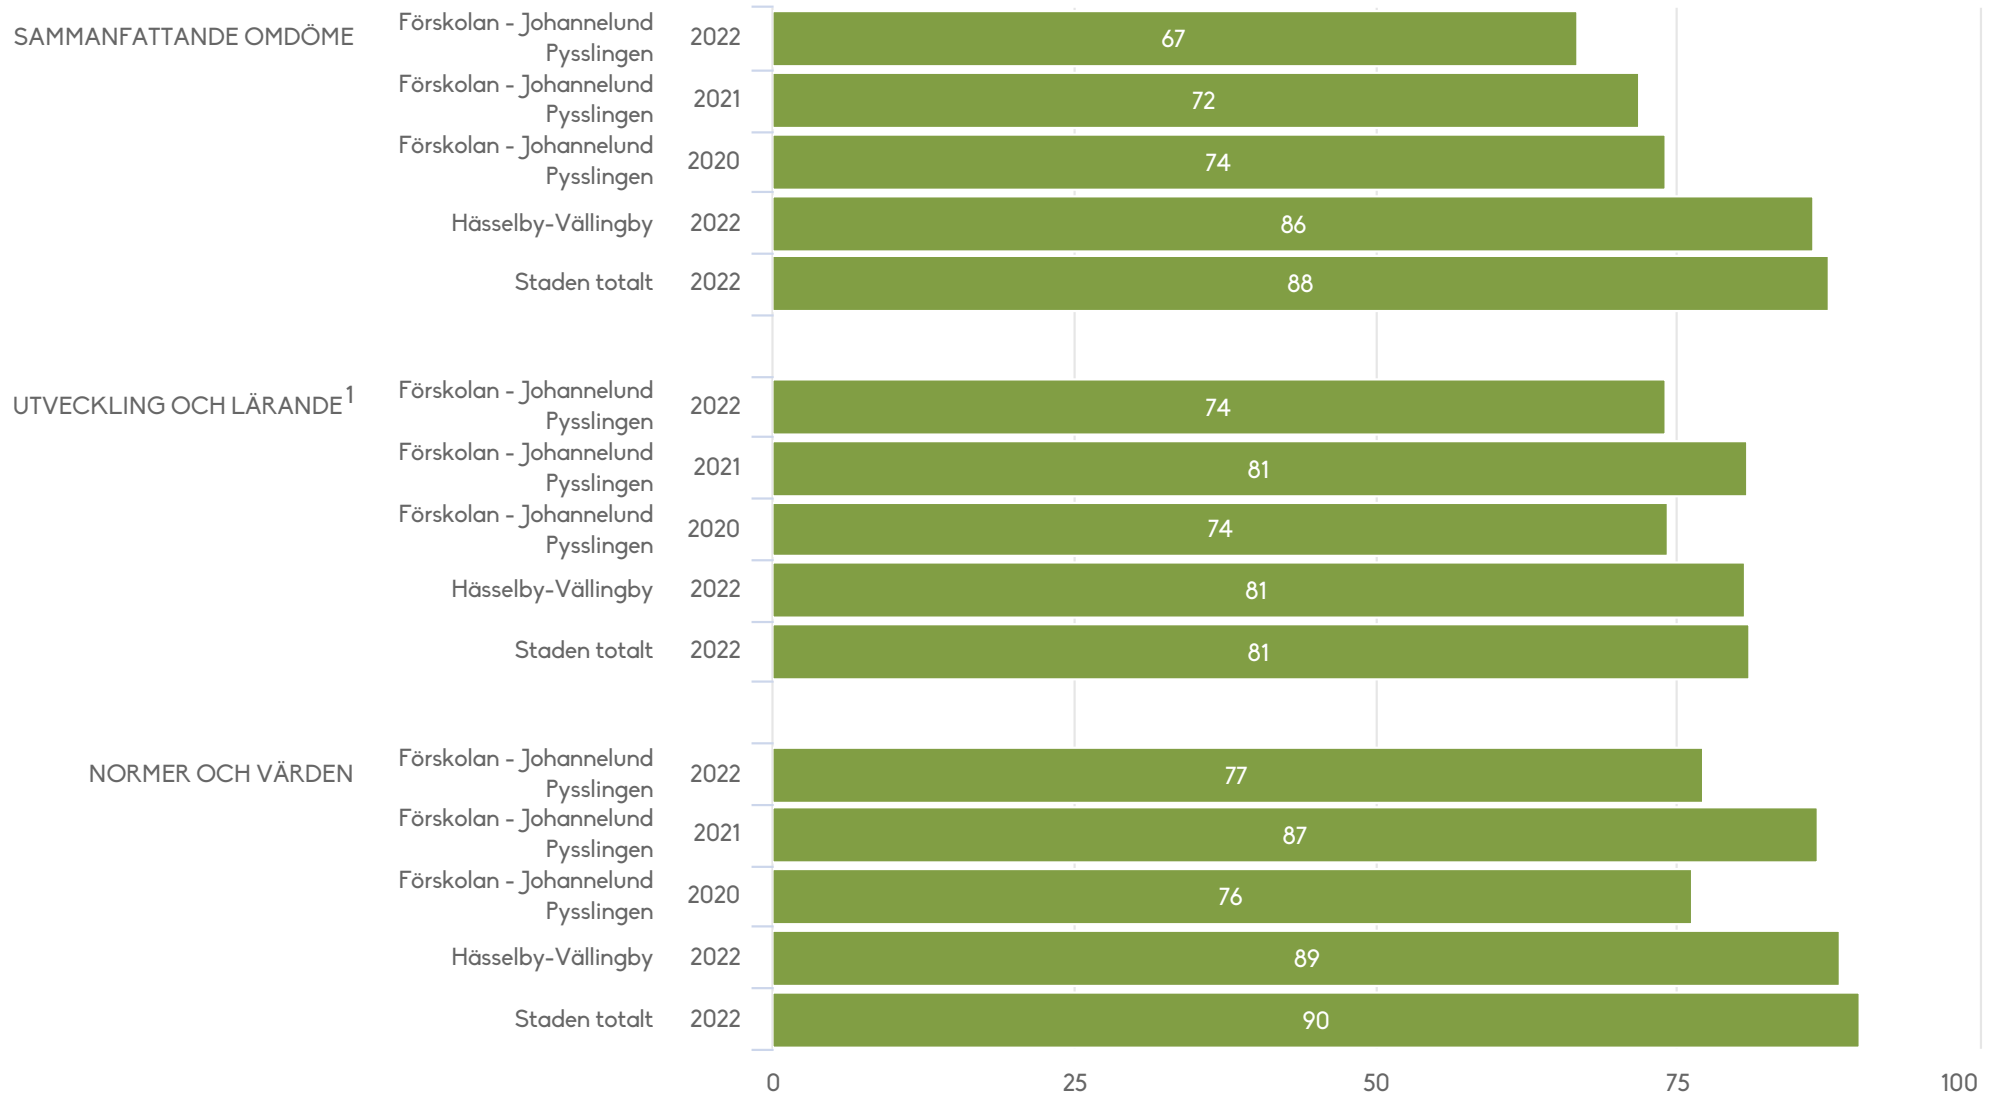 SAMMANFATTANDE OMDÖME
Förskolan - Johannelund
Pysslingen
2022
67
Förskolan - Johannelund
Pysslingen
2021
72
Förskolan - Johannelund
Pysslingen
2020
74
Hässelby-Vällingby
2022
86
Staden totalt
2022
88
UTVECKLING OCH LÄRANDE1
Förskolan - Johannelund
Pysslingen
2022
74
Förskolan - Johannelund
Pysslingen
2021
81
Förskolan - Johannelund
Pysslingen
2020
74
Hässelby-Vällingby
2022
81
Staden totalt
2022
81
NORMER OCH VÄRDEN
Förskolan - Johannelund
Pysslingen
2022
77
Förskolan - Johannelund
Pysslingen
2021
87
Förskolan - Johannelund
Pysslingen
2020
76
Hässelby-Vällingby
2022
89
Staden totalt
2022
90
0 25 50 75 100